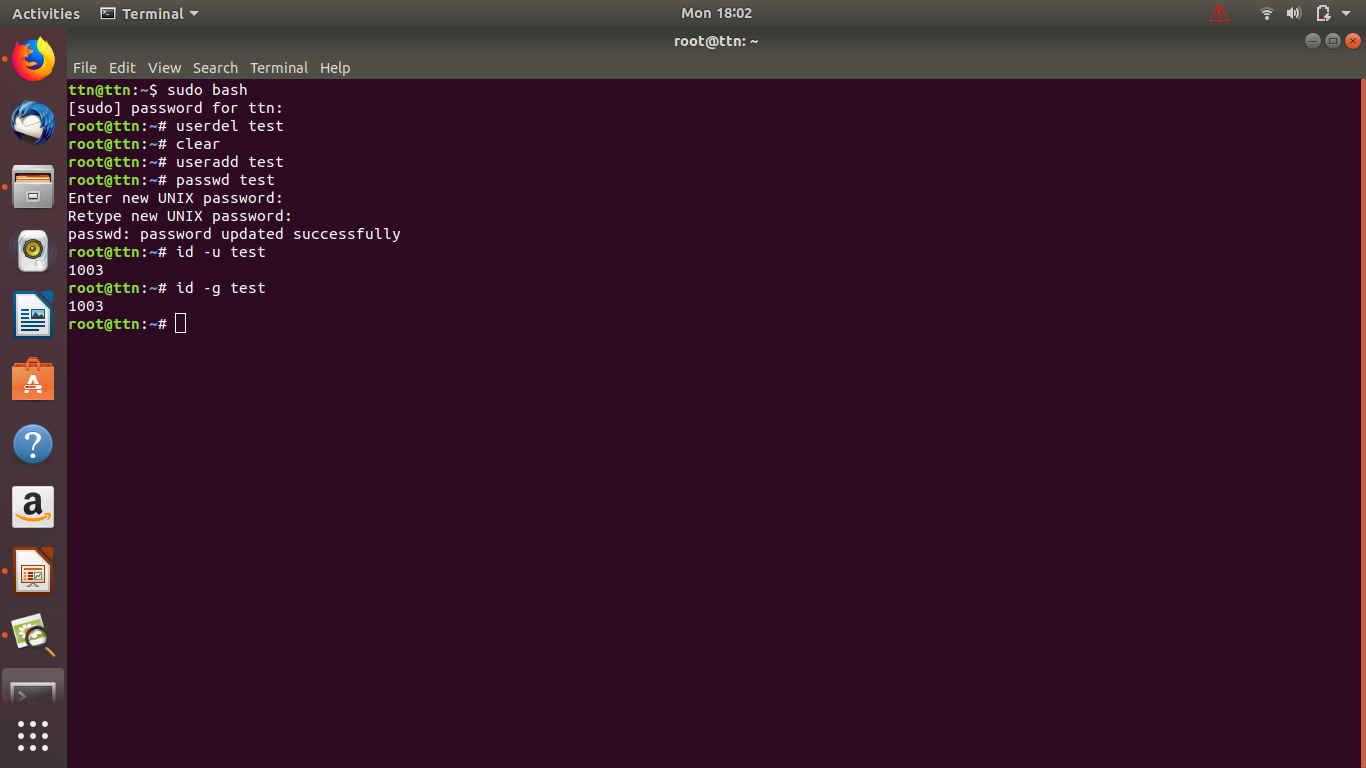 Activities Terminal Mon 18:02
root@ttn: ~
File Edit View Search Terminal Help
ttn@ttn:~$ sudo bash
[sudo] password for ttn:
root@ttn:~# userdel test
root@ttn:~# clear
root@ttn:~# useradd test
root@ttn:~# passwd test
Enter new UNIX password:
Retype new UNIX password:
passwd: password updated successfully
root@ttn:~# id -u test
1003
root@ttn:~# id -g test
1003
root@ttn:~#